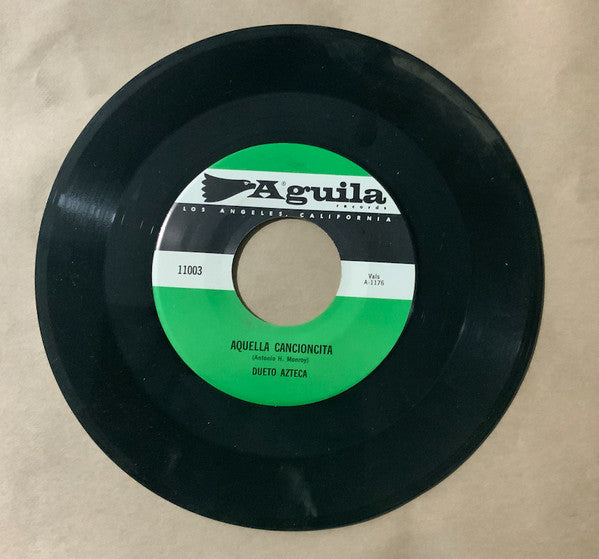 Aguila®
records
LOS ANGELES, CALIFORNIA
11003
Vals
A-1176
AQUELLA CANCIONCITA
(Antonio H. Monroy)
DUETO AZTECA